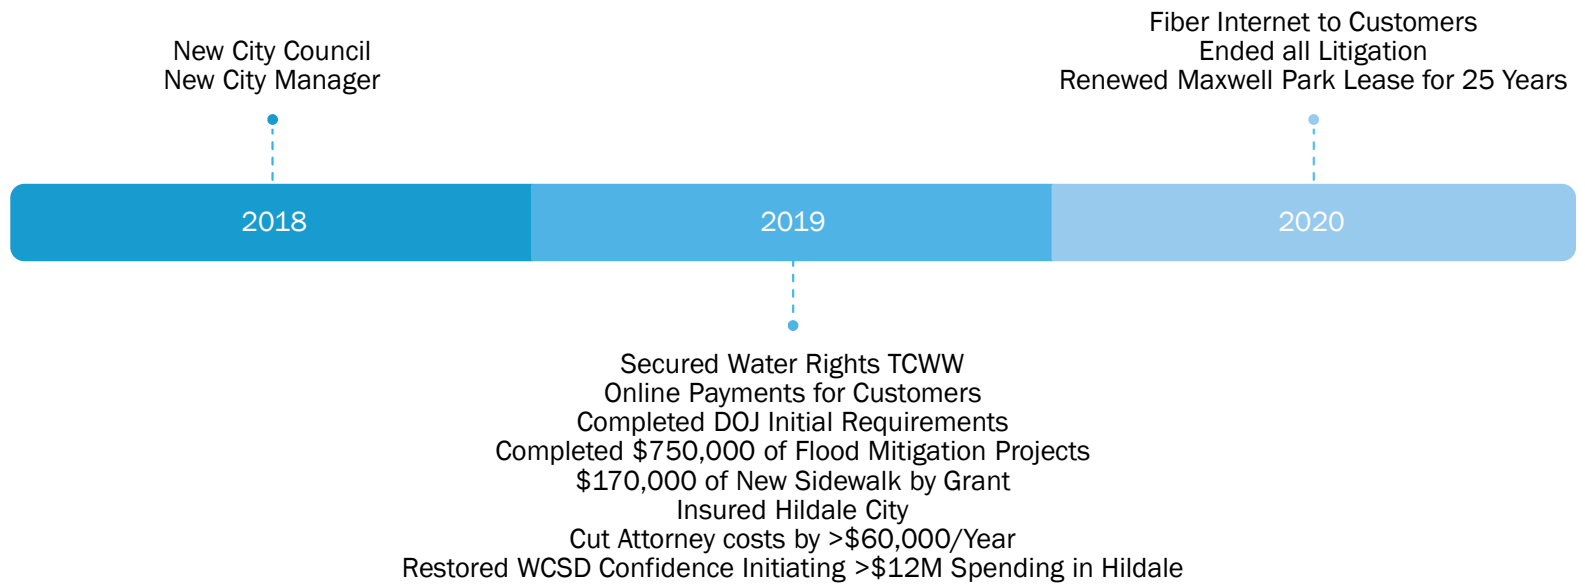 Fiber Internet to Customers
Ended all Litigation
Renewed Maxwell Park Lease for 25 Years
New City Council
New City Manager
2018
2019
2020
Secured Water Rights TCWW
Online Payments for Customers
Completed DOJ Initial Requirements
Completed $750,000 of Flood Mitigation Projects
$170,000 of New Sidewalk by Grant
Insured Hildale City
Cut Attorney costs by >$60,000/Year
Restored WCSD Confidence Initiating >$12M Spending in Hildale